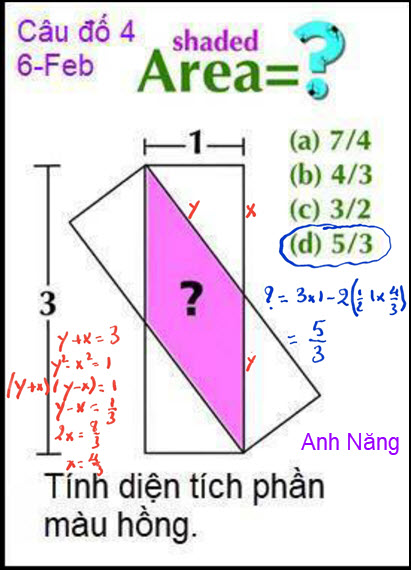 Câu đố 4
6-Feb
shaded
Area=?
1
(a) 7/4
(b) 4/3
(c) 3/2
(d) 5/3
y
x
3
?
? = 3x1 - 2(1/2 1x 4/3)
= 5/3
y
y+x = 3
y²-x² = 1
(y+x)(y-x) = 1
y-x = 1/3
2x = 8/3
x = 4/3
Anh Năng
Tính diện tích phần
màu hồng.